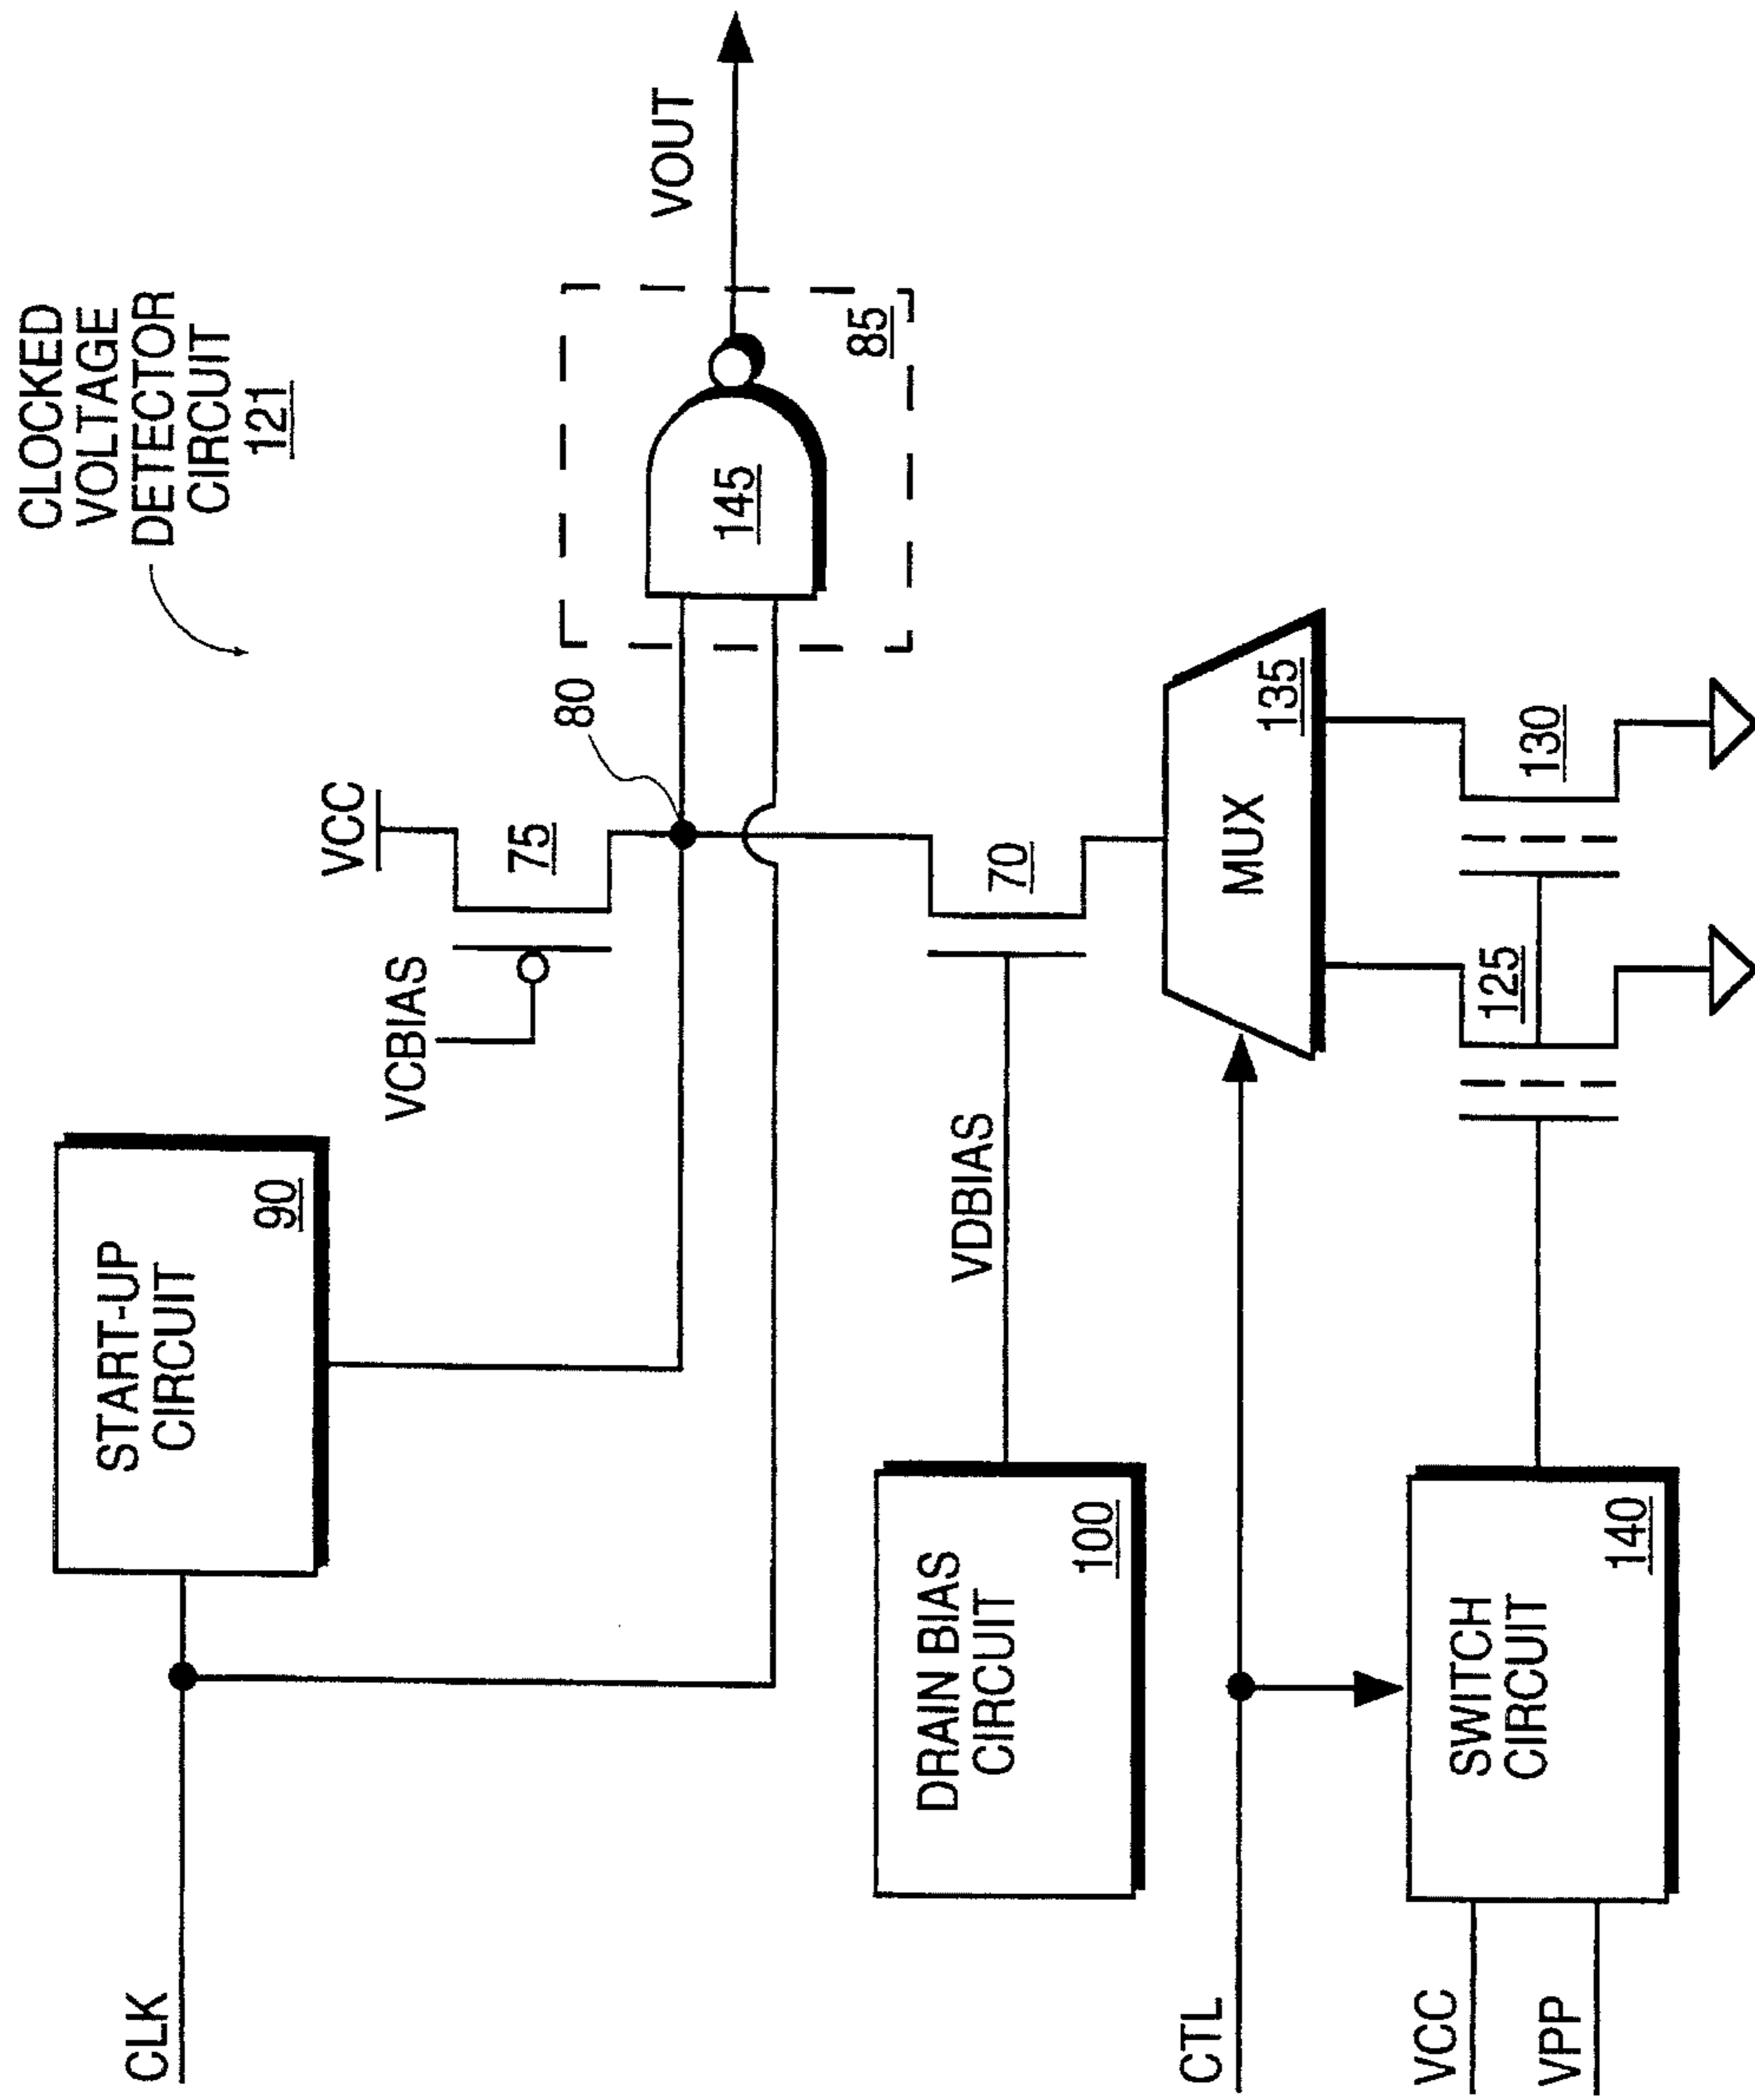 CLOCKED
VOLTAGE
DETECTOR
CIRCUIT
121
CLK
START-UP
CIRCUIT
90
VCC
VCBIAS
75
80
145
85
VOUT
DRAIN BIAS
CIRCUIT
100
VDBIAS
70
CTL
MUX
135
VCC
VPP
SWITCH
CIRCUIT
140
125
130